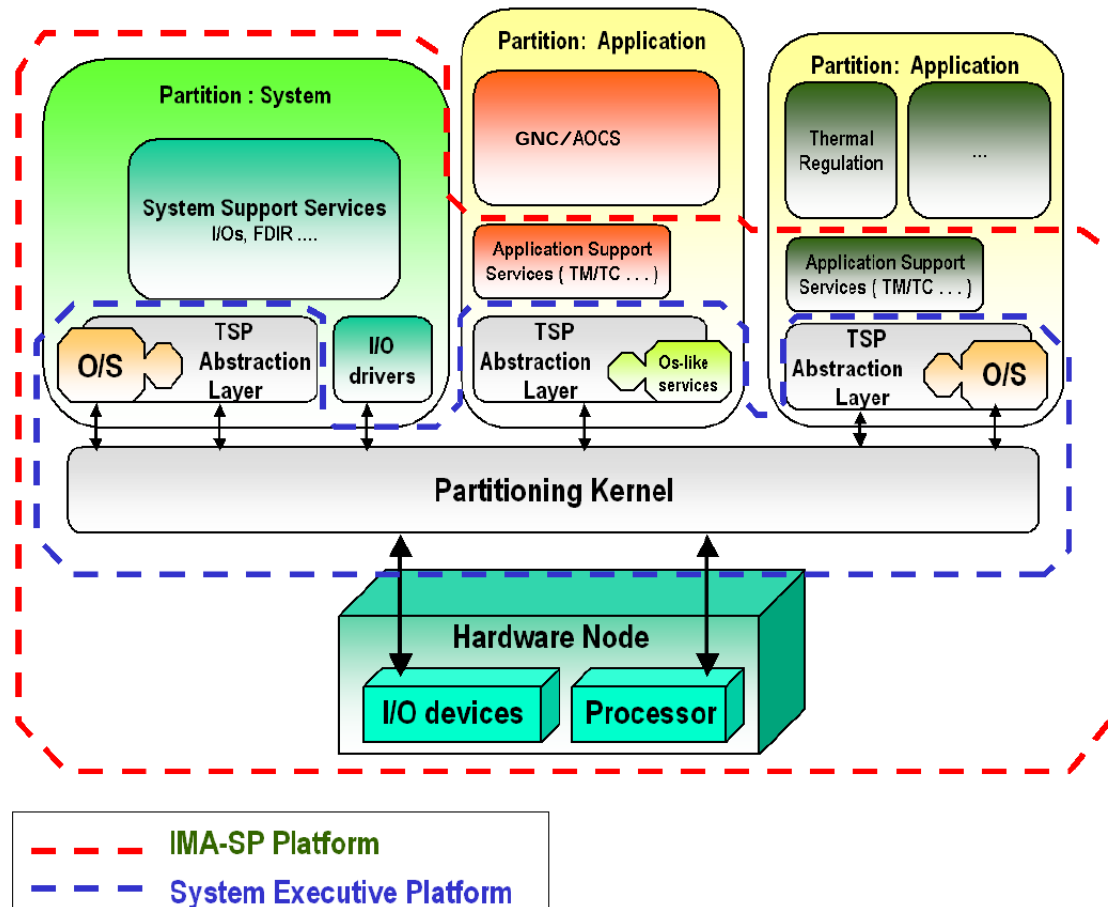 Partition : System
System Support Services
I/Os, FDIR ....
O/S
TSP
Abstraction
Layer
I/O
drivers
Partition: Application
GNC/AOCS
Application Support
Services ( TM/TC . . . )
TSP
Abstraction
Layer
Os-like
services
Partition: Application
Thermal
Regulation
...
Application Support
Services ( TM/TC . . . )
TSP
Abstraction
Layer
O/S
Partitioning Kernel
Hardware Node
I/O devices
Processor
IMA-SP Platform
System Executive Platform